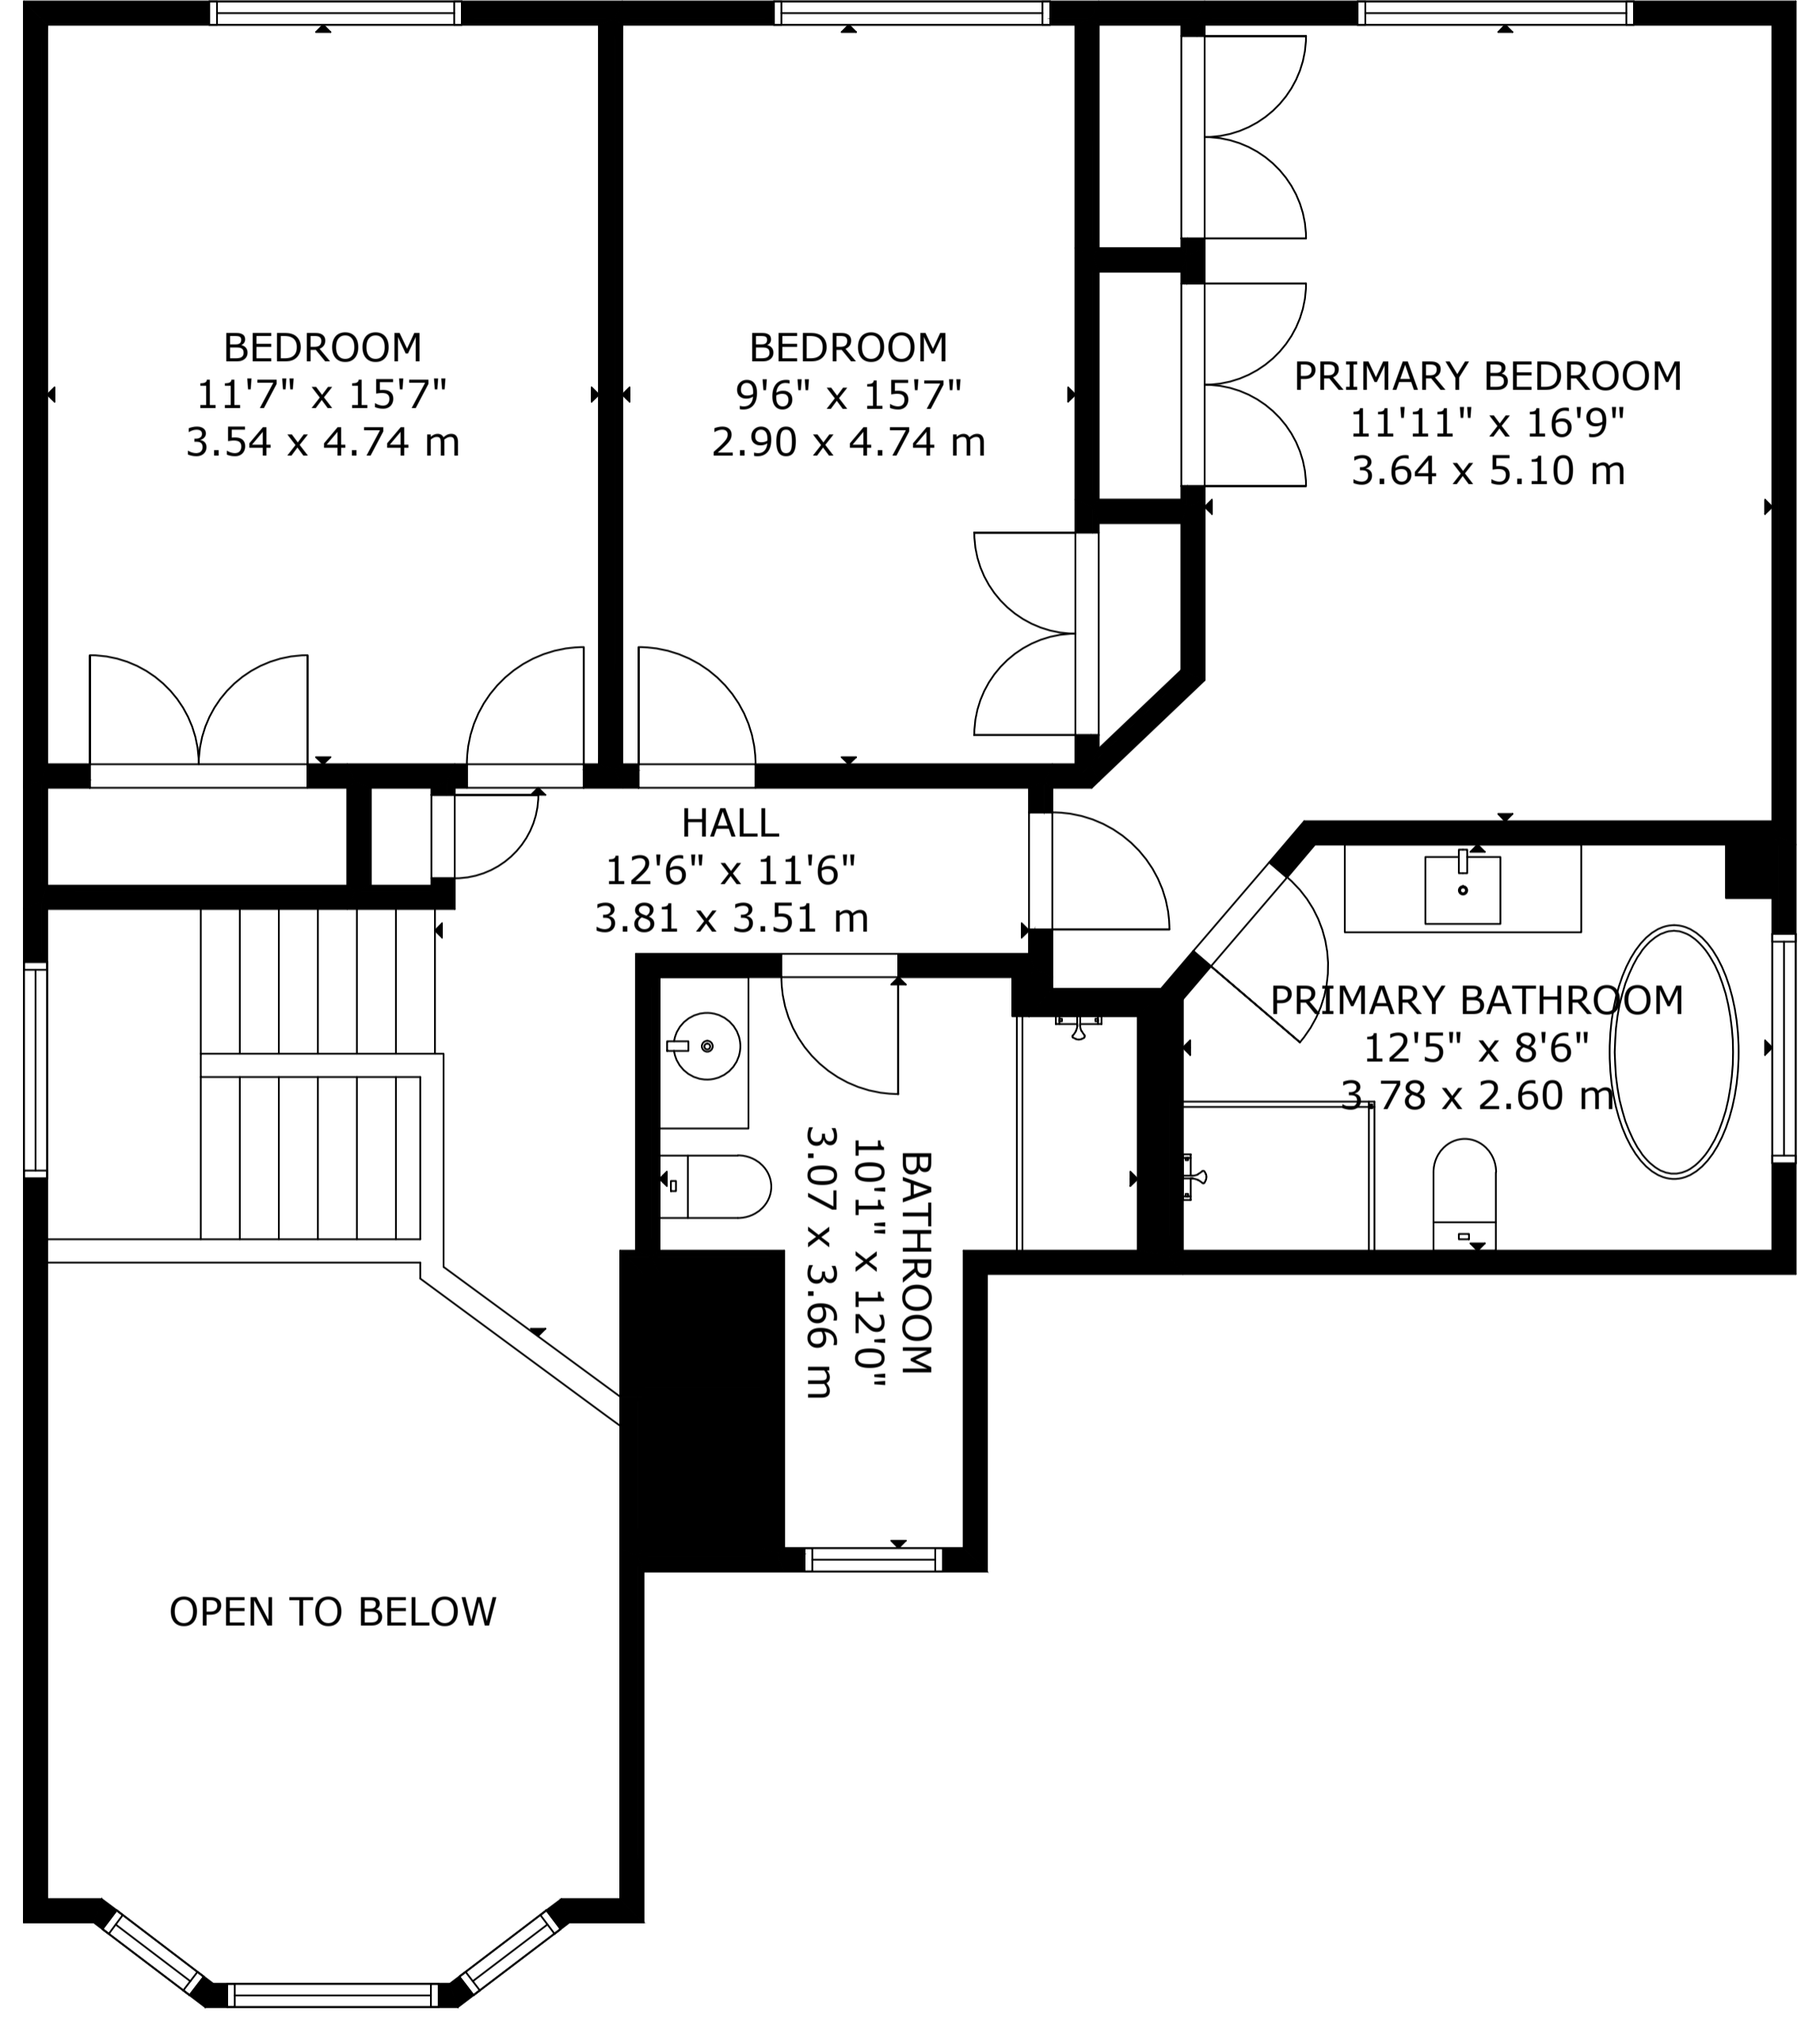 BEDROOM
11'7" x 15'7"
3.54 x 4.74 m
BEDROOM
9'6" x 15'7"
2.90 x 4.74 m
PRIMARY BEDROOM
11'11" x 16'9"
3.64 x 5.10 m
HALL
12'6" x 11'6"
3.81 x 3.51 m
PRIMARY BATHROOM
12'5" x 8'6"
3.78 x 2.60 m
BATHROOM
10'1" x 12'0"
3.07 x 3.66 m
OPEN TO BELOW